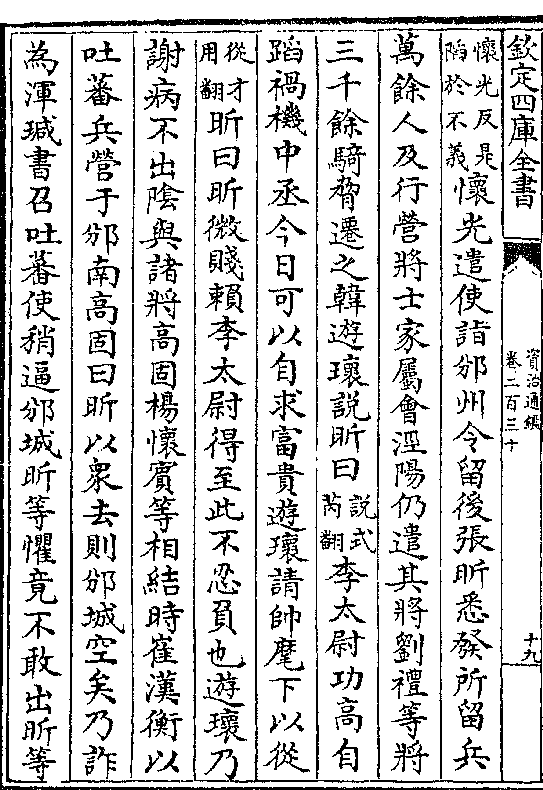 欽定四庫全書
資治通鑑
卷二百三十
十九
懷光反是
陷於不義
懷光遣使詣邠州令留後張昕悉發所留兵
萬餘人及行營將士家屬會涇陽仍遣其將劉禮等將
三千餘騎脅遷之韓遊瓌說昕曰
說式
芮翻
李太尉功高自
蹈禍機中丞今日可以自求富貴遊瓌請帥麾下以從
從才
用翻
昕曰昕微賤賴李太尉得至此不忍負也遊瓌乃
謝病不出陰與諸將高固楊懷賓等相結時崔漢衡以
吐蕃兵營于邠南高固曰昕以衆去則邠城空矣乃詐
為渾瑊書召吐蕃使稍逼邠城昕等懼竟不敢出昕等